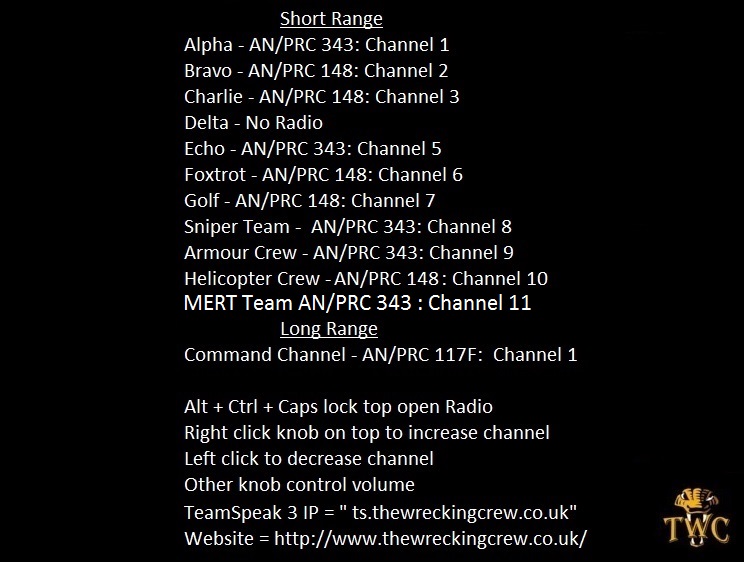 Short Range
Alpha - AN/PRC 343: Channel 1
Bravo - AN/PRC 148: Channel 2
Charlie - AN/PRC 148: Channel 3
Delta - No Radio
Echo - AN/PRC 343: Channel 5
Foxtrot - AN/PRC 148: Channel 6
Golf - AN/PRC 148: Channel 7
Sniper Team -  AN/PRC 343: Channel 8
Armour Crew - AN/PRC 343: Channel 9
Helicopter Crew - AN/PRC 148 : Channel 10
MERT Team AN/PRC 343 : Channel 11
Long Range
Command Channel - AN/PRC 117F:  Channel 1
Alt + Ctrl + Caps lock top open Radio
Right click knob on top to increase channel
Left click to decrease channel
Other knob control volume
TeamSpeak 3 IP = " ts.thewreckingcrew.co.uk"
Website = http://www.thewreckingcrew.co.uk/
TWC